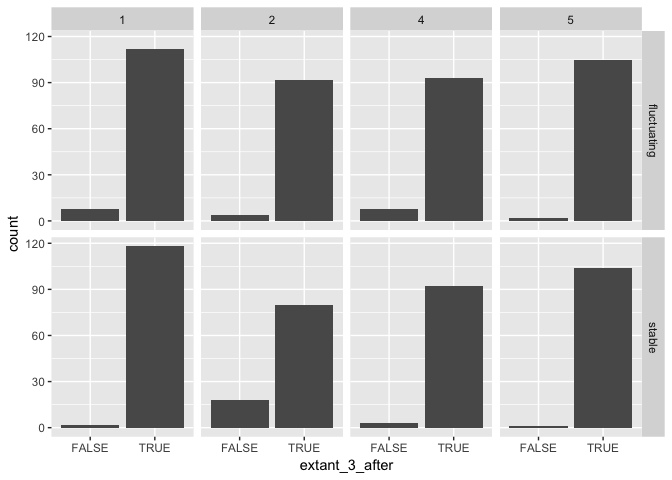 1 2 4 5
120
90
60
30
0
fluctuating
120
90
60
30
0
stable
count
FALSE TRUE FALSE TRUE FALSE TRUE FALSE TRUE
extant_3_after